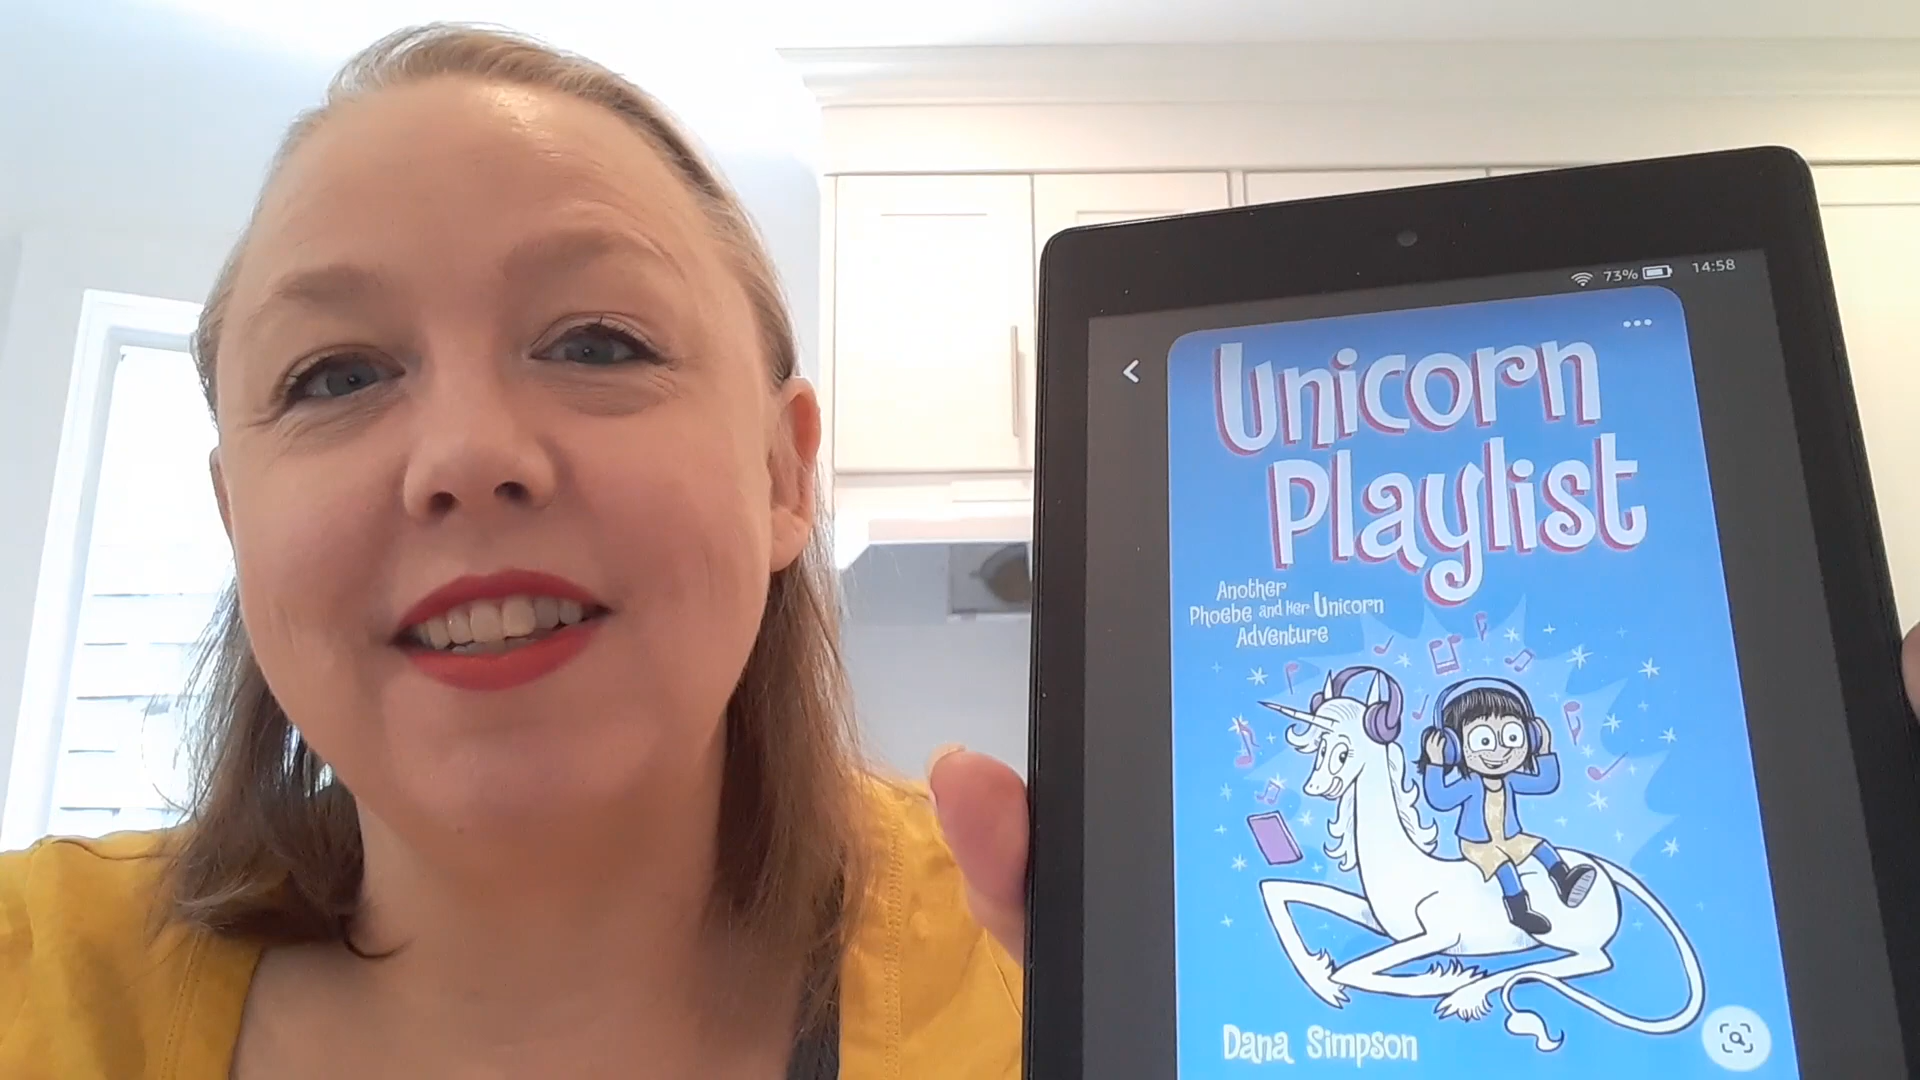 73% 14:58
Unicorn
Playlist
Another
Phoebe and Her Unicorn
Adventure
Dana Simpson